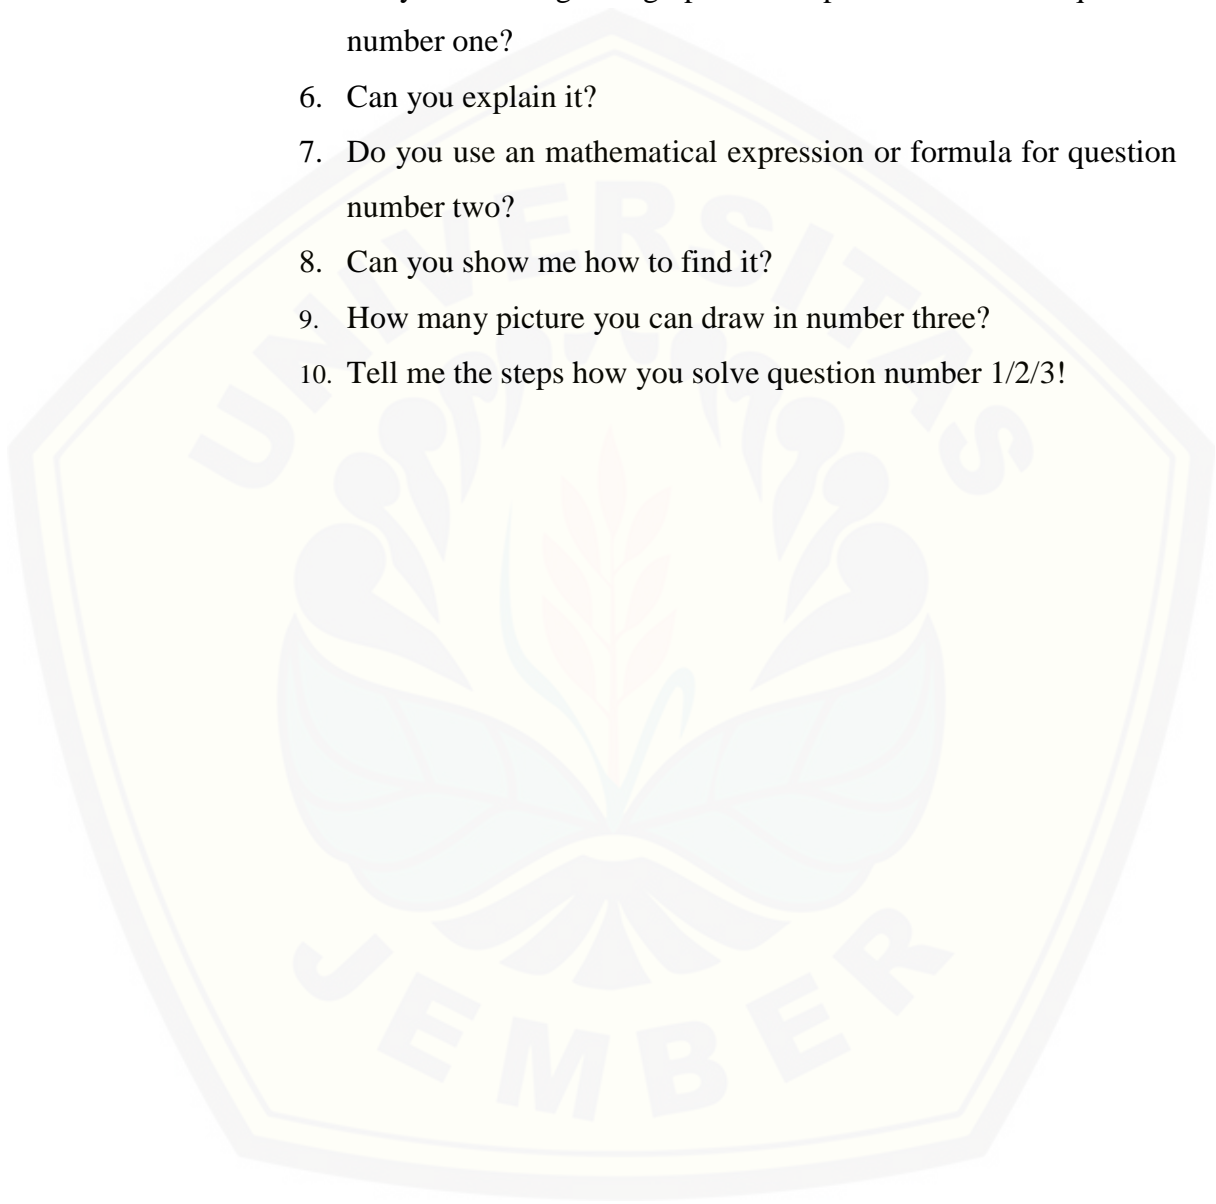 number one?
6. Can you explain it?
7. Do you use an mathematical expression or formula for question
number two?
8. Can you show me how to find it?
9. How many picture you can draw in number three?
10. Tell me the steps how you solve question number 1/2/3!
UNIVERSITAS
JEMBER